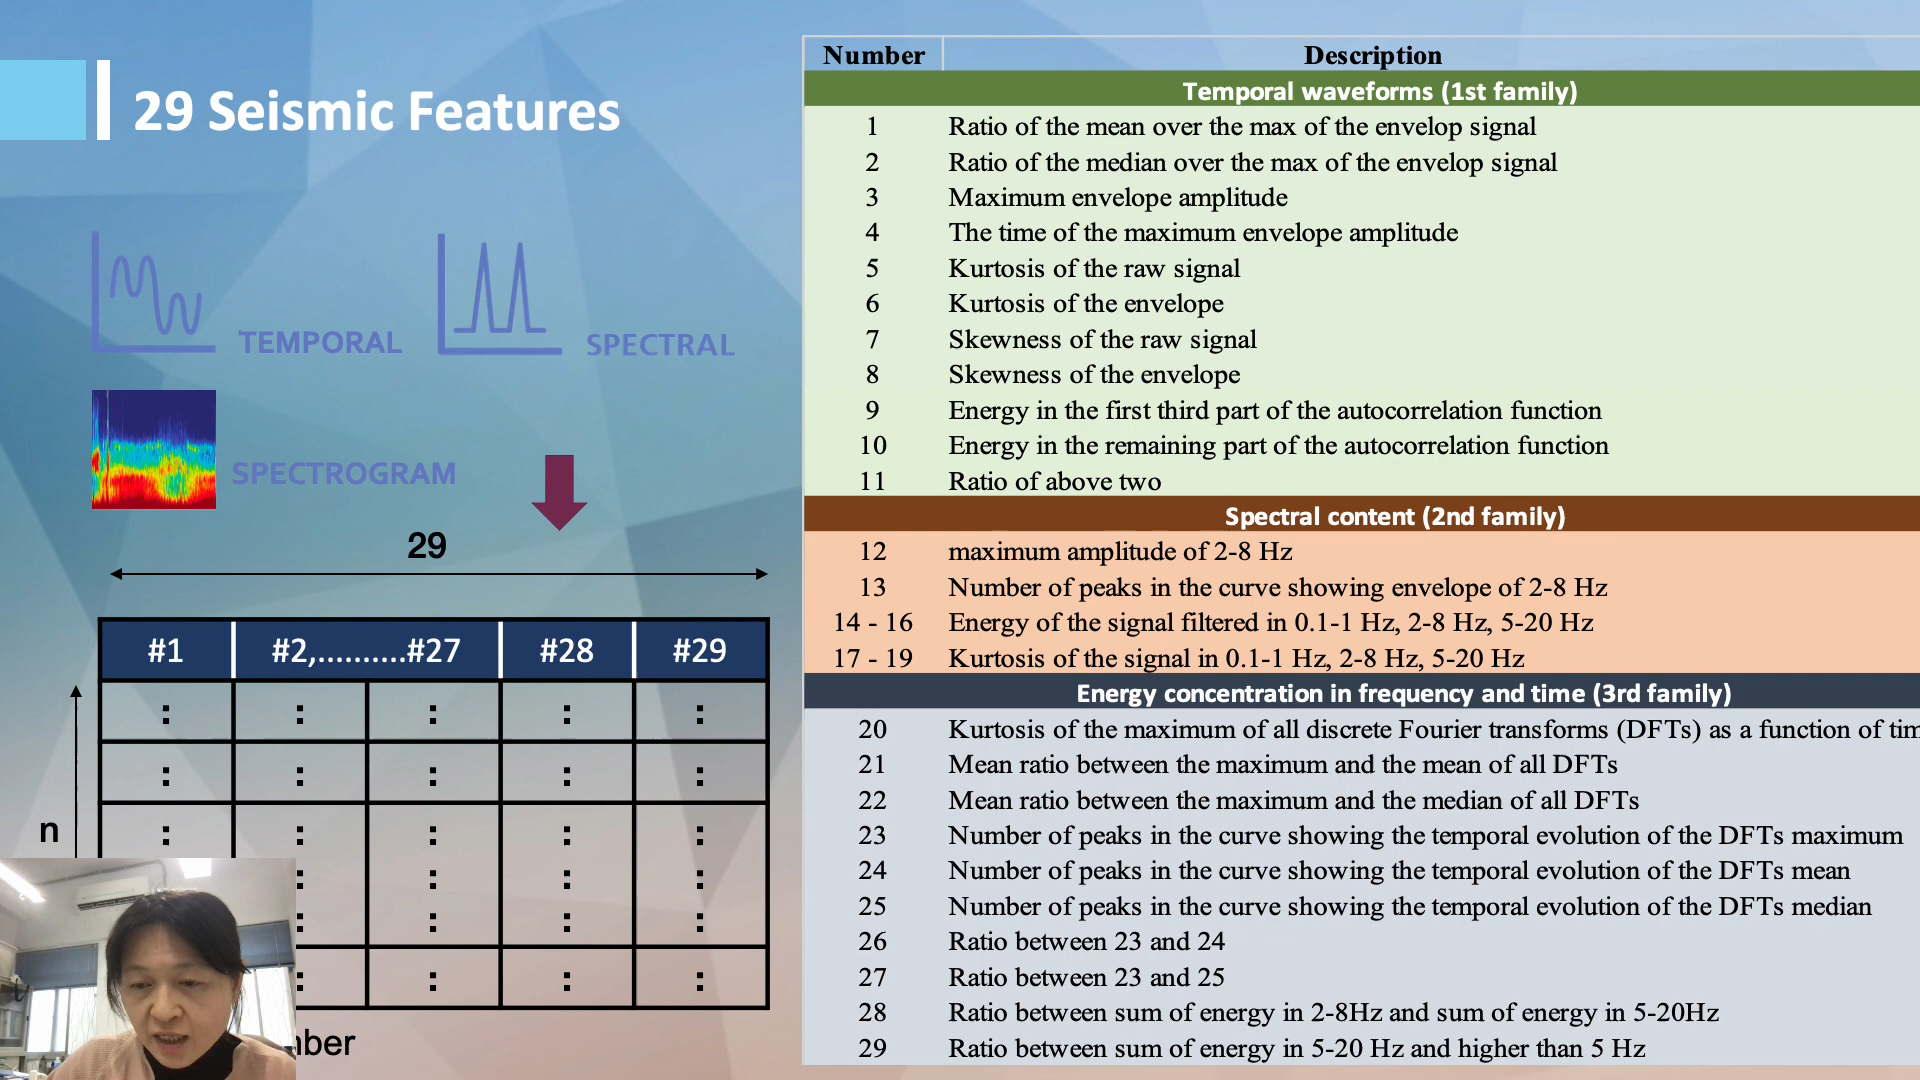 29 Seismic Features
TEMPORAL
SPECTRAL
SPECTROGRAM
29
#1 #2,..........#27 #28 #29
: : : : :
: : : : :
: : : : :
n
: : : :
: : : :
: : : :
Number Description
Temporal waveforms (1st family)
1 Ratio of the mean over the max of the envelop signal
2 Ratio of the median over the max of the envelop signal
3 Maximum envelope amplitude
4 The time of the maximum envelope amplitude
5 Kurtosis of the raw signal
6 Kurtosis of the envelope
7 Skewness of the raw signal
8 Skewness of the envelope
9 Energy in the first third part of the autocorrelation function
10 Energy in the remaining part of the autocorrelation function
11 Ratio of above two
Spectral content (2nd family)
12 maximum amplitude of 2-8 Hz
13 Number of peaks in the curve showing envelope of 2-8 Hz
14 - 16 Energy of the signal filtered in 0.1-1 Hz, 2-8 Hz, 5-20 Hz
17 - 19 Kurtosis of the signal in 0.1-1 Hz, 2-8 Hz, 5-20 Hz
Energy concentration in frequency and time (3rd family)
20 Kurtosis of the maximum of all discrete Fourier transforms (DFTs) as a function of
21 Mean ratio between the maximum and the mean of all DFTs
22 Mean ratio between the maximum and the median of all DFTs
23 Number of peaks in the curve showing the temporal evolution of the DFTs maximum
24 Number of peaks in the curve showing the temporal evolution of the DFTs mean
25 Number of peaks in the curve showing the temporal evolution of the DFTs median
26 Ratio between 23 and 24
27 Ratio between 23 and 25
28 Ratio between sum of energy in 2-8Hz and sum of energy in 5-20Hz
29 Ratio between sum of energy in 5-20 Hz and higher than 5 Hz